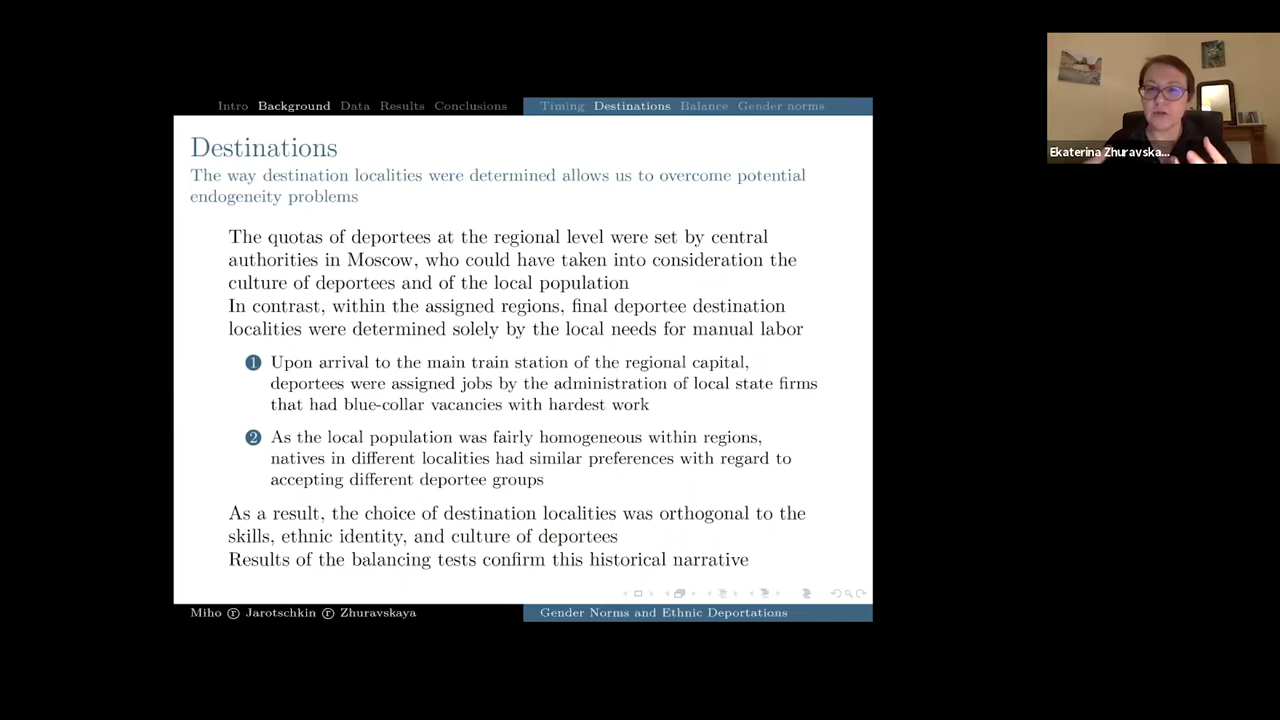 Intro Background Data Results Conclusions
Timing Destinations Balance Gender norms
Destinations
The way destination localities were determined allows us to overcome potential
endogeneity problems
The quotas of deportees at the regional level were set by central
authorities in Moscow, who could have taken into consideration the
culture of deportees and of the local population
In contrast, within the assigned regions, final deportee destination
localities were determined solely by the local needs for manual labor
1 Upon arrival to the main train station of the regional capital,
deportees were assigned jobs by the administration of local state firms
that had blue-collar vacancies with hardest work
2 As the local population was fairly homogeneous within regions,
natives in different localities had similar preferences with regard to
accepting different deportee groups
As a result, the choice of destination localities was orthogonal to the
skills, ethnic identity, and culture of deportees
Results of the balancing tests confirm this historical narrative
Miho ⓡ Jarotschkin ⓡ Zhuravskaya
Gender Norms and Ethnic Deportations
Ekaterina Zhuravska...